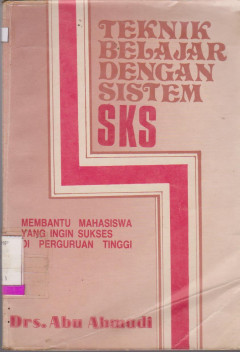 TEKNIK
BELAJAR
DENGAN
SISTEM
SKS
MEMBANTU MAHASISWA
YANG INGIN SUKSES
DI PERGURUAN TINGGI
Drs. Abu Ahmadi